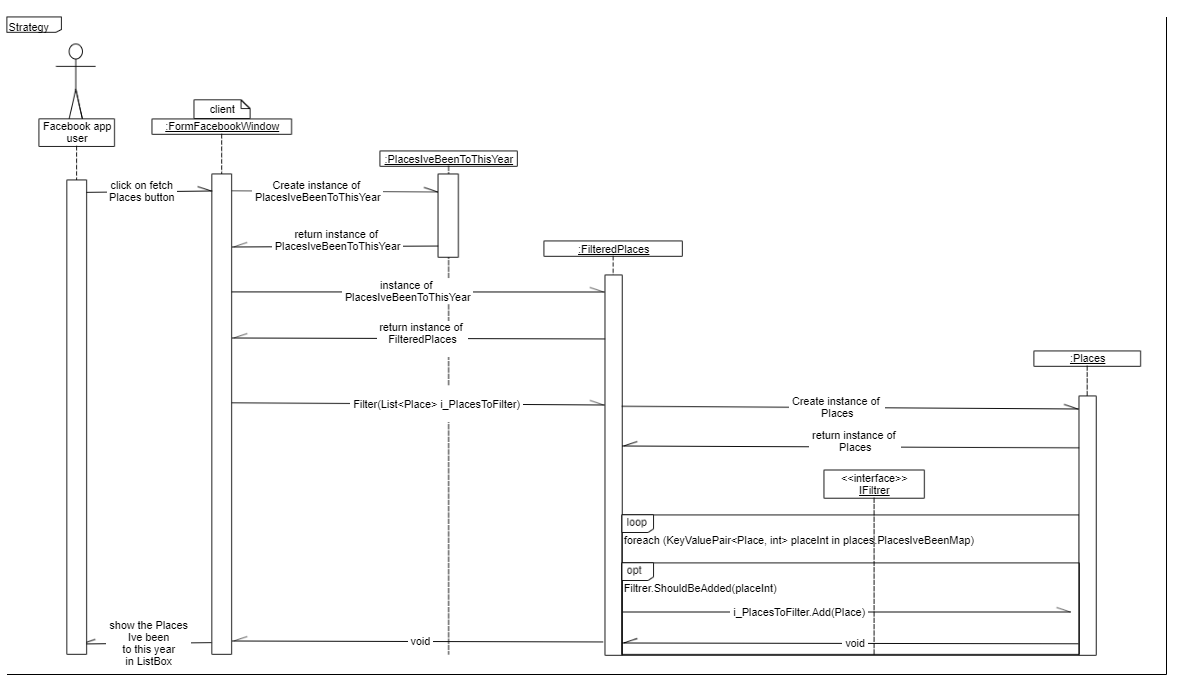 Strategy
Facebook app
user
client
:FormFacebookWindow
:PlacesIveBeenToThisYear
click on fetch
Places button
Create instance of
PlacesIveBeenToThisYear
return instance of
PlacesIveBeenToThisYear
:FilteredPlaces
instance of
PlacesIveBeenToThisYear
return instance of
FilteredPlaces
:Places
Filter(List<Place> i_PlacesToFilter)
Create instance of
Places
return instance of
Places
<<interface>>
IFiltrer
loop
foreach (KeyValuePair<Place, int> placeInt in places.PlacesIveBeenMap)
opt
Filtrer.ShouldBeAdded(placeInt)
i_PlacesToFilter.Add(Place)
void
void
show the Places
Ive been
to this year
in ListBox